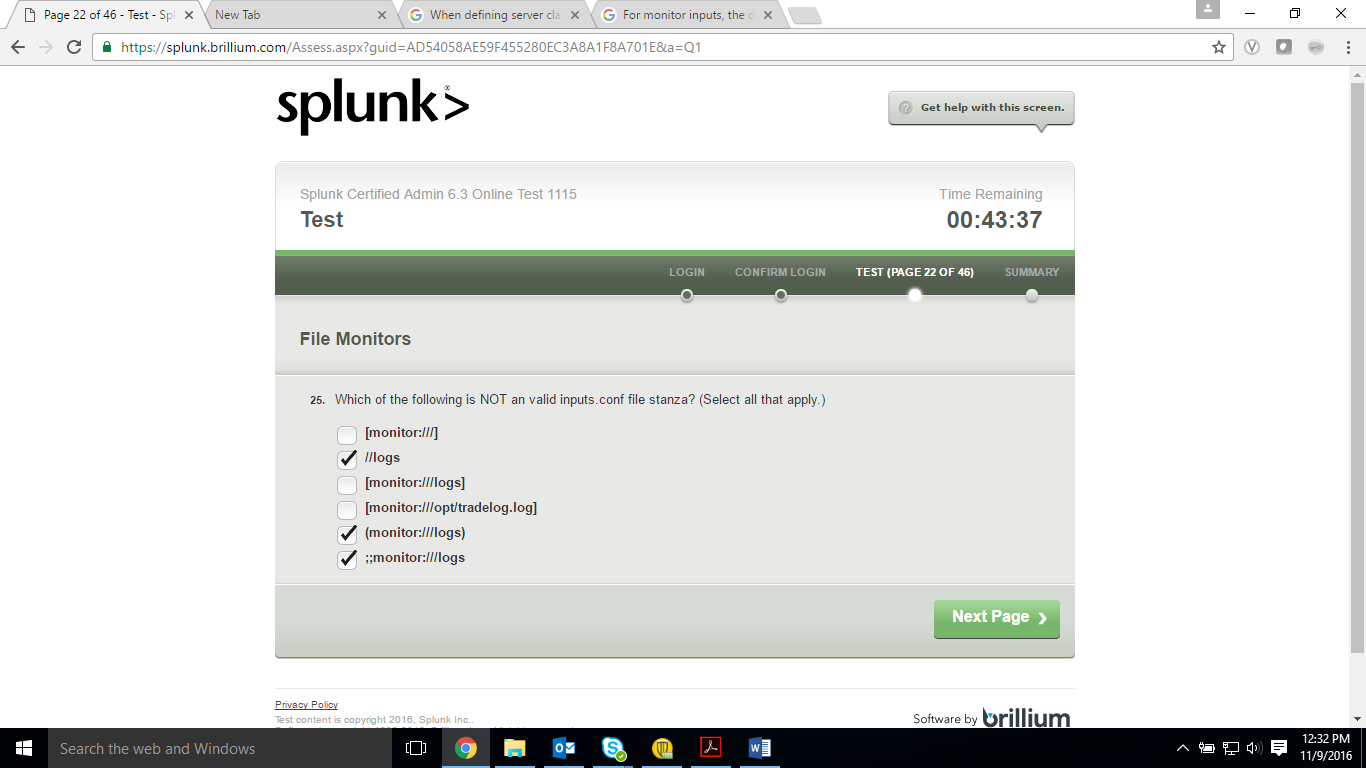 Page 22 of 46 - Test - Spl
New Tab
When defining server cla
For monitor inputs, the d
https://splunk.brillium.com/Assess.aspx?guid=AD54058AE59F455280EC3A8A1F8A701E&a=Q1
splunk>
Get help with this screen.
Splunk Certified Admin 6.3 Online Test 1115
Time Remaining
Test
00:43:37
LOGIN
CONFIRM LOGIN
TEST (PAGE 22 OF 46)
SUMMARY
File Monitors
25. Which of the following is NOT an valid inputs.conf file stanza? (Select all that apply.)
[monitor:///]
//logs
[monitor:///logs]
[monitor:///opt/tradelog.log]
(monitor:///logs)
;;monitor:///logs
Next Page
Privacy Policy
Test content is copyright 2016, Splunk Inc..
Software by brillium
Search the web and Windows
12:32 PM
11/9/2016